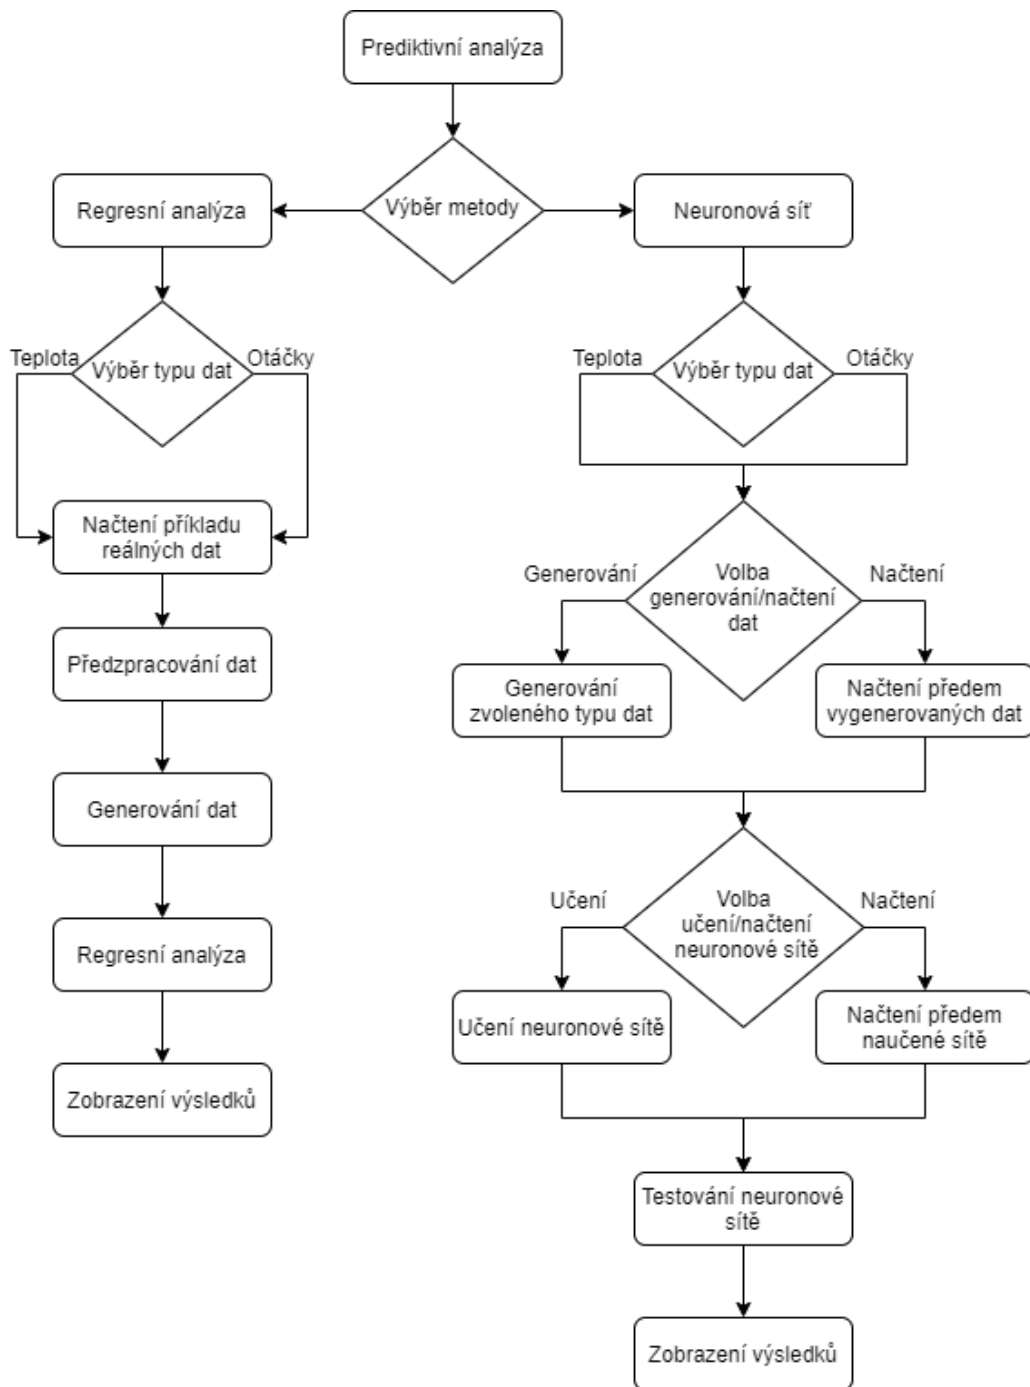 Prediktivní analýza
Výběr metody
Regresní analýza
Neuronová síť
Teplota
Výběr typu dat
Otáčky
Teplota
Výběr typu dat
Otáčky
Načtení příkladu
reálných dat
Předzpracování dat
Generování dat
Regresní analýza
Zobrazení výsledků
Generování
Volba
generování/načtení
dat
Načtení
Generování
zvoleného typu dat
Načtení předem
vygenerovaných dat
Učení
Volba
učení/načtení
neuronové sítě
Načtení
Učení neuronové sítě
Načtení předem
naučené sítě
Testování neuronové
sítě
Zobrazení výsledků